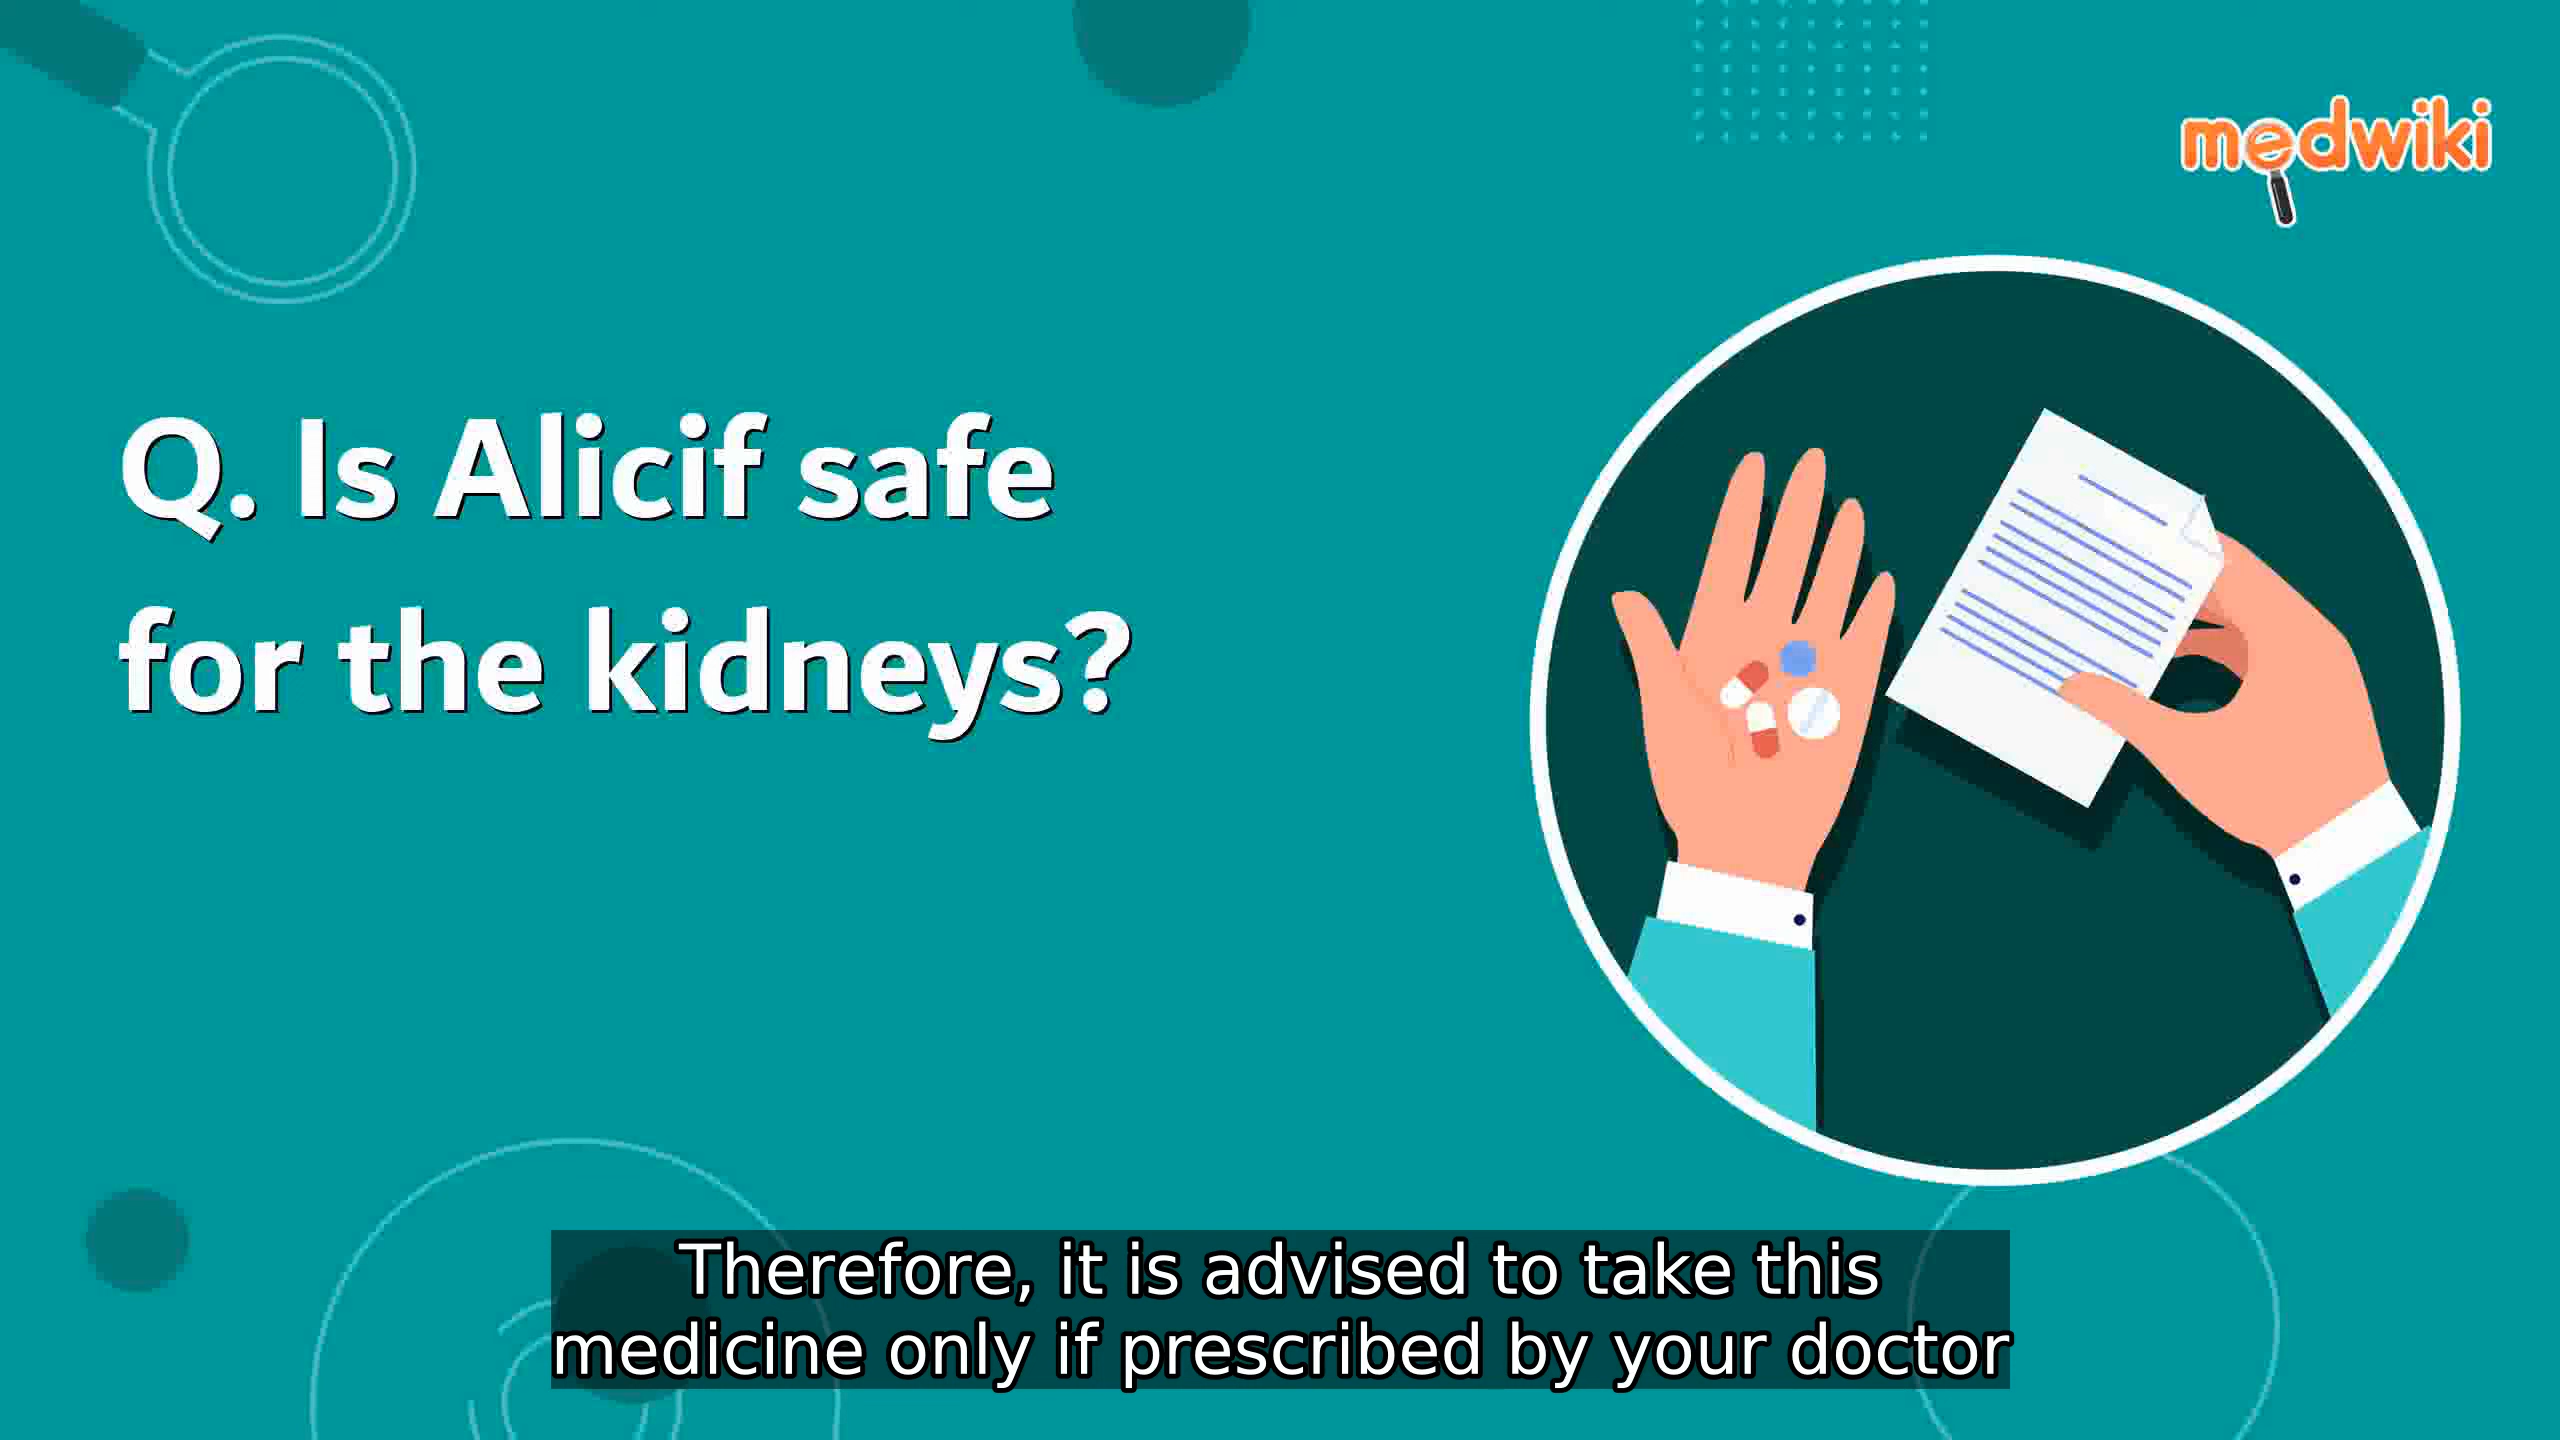 medwiki
Q. Is Alicif safe
for the kidneys?
Therefore, it is advised to take this
medicine only if prescribed by your doctor